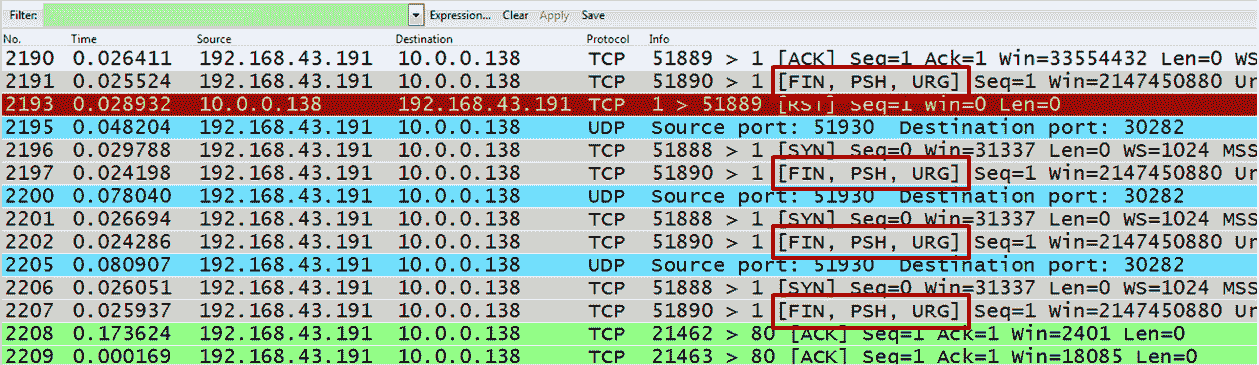 Filter: Expression... Clear Apply Save
No. Time Source Destination Protocol Info
2190 0.026411 192.168.43.191 10.0.0.138 TCP 51889 > 1 [ACK] Seq=1 Ack=1 Win=33554432 Len=0 WS
2191 0.025524 192.168.43.191 10.0.0.138 TCP 51890 > 1 [FIN, PSH, URG] Seq=1 Win=2147450880 Ur
2193 0.028932 10.0.0.138 192.168.43.191 TCP 1 > 51889 [RST] Seq=1 Win=0 Len=0
2195 0.048204 192.168.43.191 10.0.0.138 UDP Source port: 51930 Destination port: 30282
2196 0.029788 192.168.43.191 10.0.0.138 TCP 51888 > 1 [SYN] Seq=0 Win=31337 Len=0 WS=1024 MSS
2197 0.024198 192.168.43.191 10.0.0.138 TCP 51890 > 1 [FIN, PSH, URG] Seq=1 Win=2147450880 Ur
2200 0.078040 192.168.43.191 10.0.0.138 UDP Source port: 51930 Destination port: 30282
2201 0.026694 192.168.43.191 10.0.0.138 TCP 51888 > 1 [SYN] Seq=0 Win=31337 Len=0 WS=1024 MSS
2202 0.024286 192.168.43.191 10.0.0.138 TCP 51890 > 1 [FIN, PSH, URG] Seq=1 Win=2147450880 Ur
2205 0.080907 192.168.43.191 10.0.0.138 UDP Source port: 51930 Destination port: 30282
2206 0.026051 192.168.43.191 10.0.0.138 TCP 51888 > 1 [SYN] Seq=0 Win=31337 Len=0 WS=1024 MSS
2207 0.025937 192.168.43.191 10.0.0.138 TCP 51890 > 1 [FIN, PSH, URG] Seq=1 Win=2147450880 Ur
2208 0.173624 192.168.43.191 10.0.0.138 TCP 21462 > 80 [ACK] Seq=1 Ack=1 Win=2401 Len=0
2209 0.000169 192.168.43.191 10.0.0.138 TCP 21463 > 80 [ACK] Seq=1 Ack=1 Win=18085 Len=0